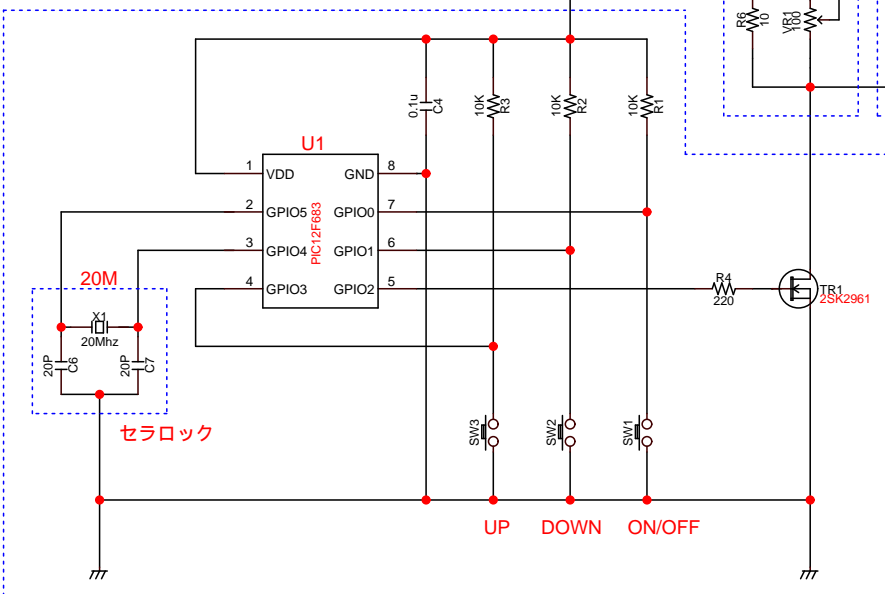 R6
10
VR1
100
0.1u
C4
10K
R3
10K
R2
10K
R1
U1
1
VDD
GND
8
2
GPIO5
PIC12F683
GPIO0
7
3
GPIO4
GPIO1
6
4
GPIO3
GPIO2
5
20M
X1
20Mhz
20P
C6
20P
C7
セラロック
R4
220
TR1
2SK2961
SW3
SW2
SW1
UP
DOWN
ON/OFF